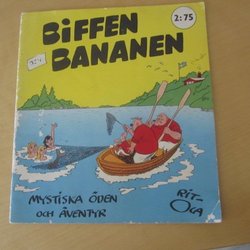 BIFFEN
BANANEN
2:75
MYSTISKA ÖDEN
OCH ÄVENTYR
RIT-
OLA